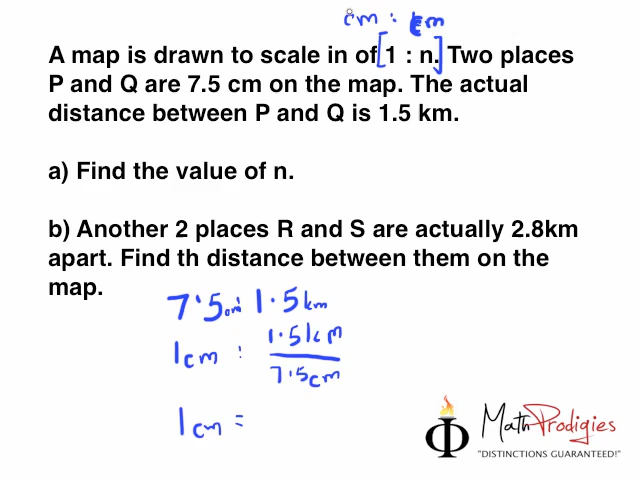 cm : km
A map is drawn to scale in of [1 : n.] Two places
P and Q are 7.5 cm on the map. The actual
distance between P and Q is 1.5 km.
a) Find the value of n.
b) Another 2 places R and S are actually 2.8km
apart. Find th distance between them on the
map.
7.5cm : 1.5km
1cm : 1.5km
7.5cm
1cm =
Math Prodigies
"DISTINCTIONS GUARANTEED!"